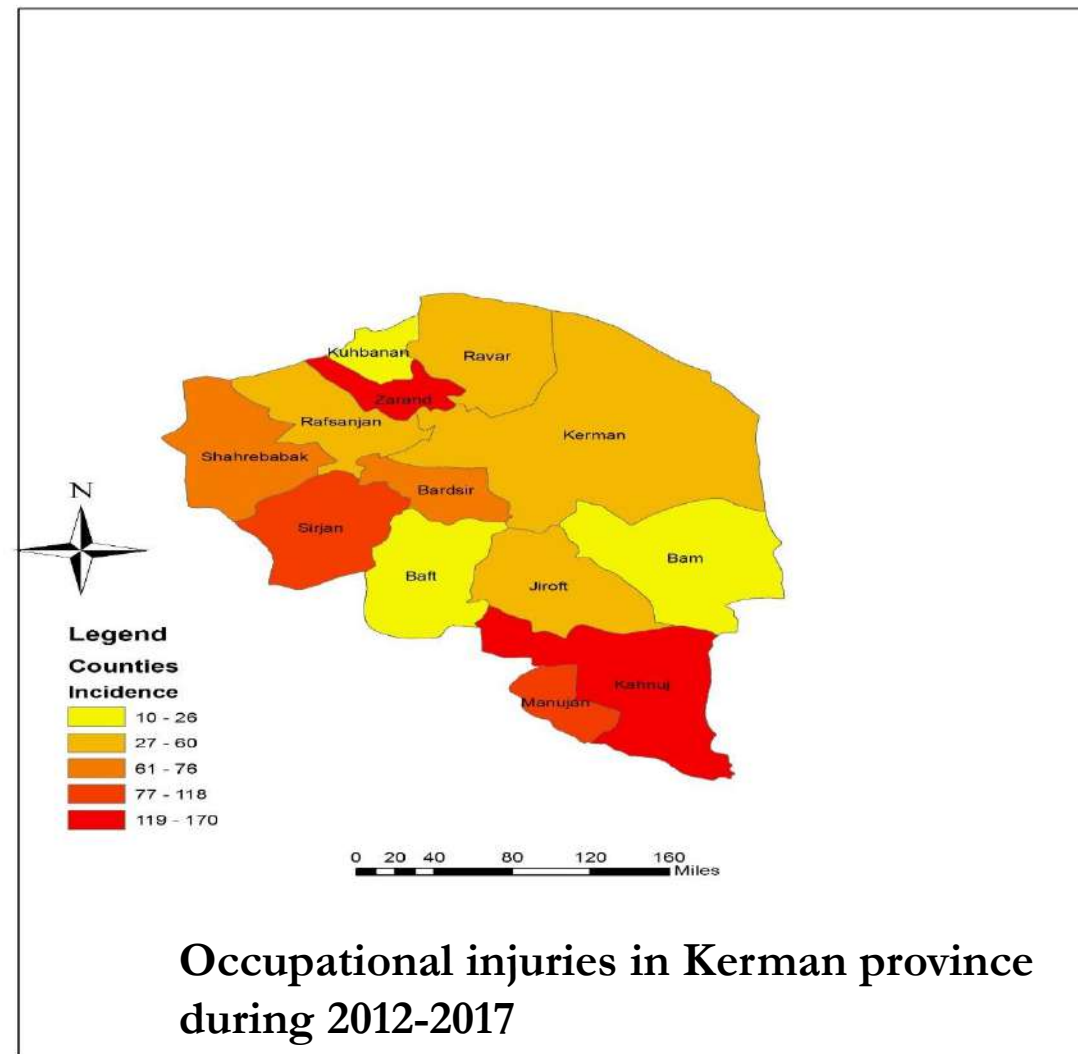 Kuhbanan
Ravar
Zarand
Rafsanjan
Kerman
Shahrebabak
Bardsir
N
Sirjan
Bam
Baft
Jiroft
Legend
Counties
Kahnuj
Incidence
Manujan
10 - 26
27 - 60
61 - 76
77 - 118
119 - 170
0 20 40 80 120 160
Miles
Occupational injuries in Kerman province
during 2012-2017